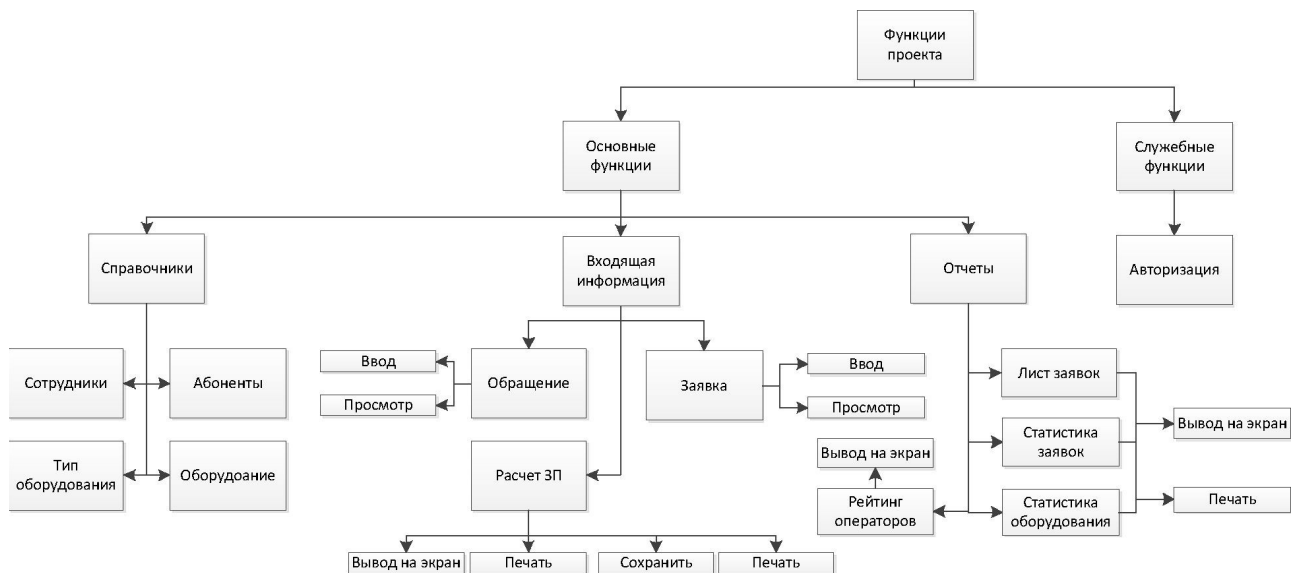 Функции
проекта
Основные
функции
Служебные
функции
Справочники
Входящая
информация
Отчеты
Авторизация
Сотрудники
Абоненты
Тип
оборудования
Оборудоание
Ввод
Просмотр
Обращение
Заявка
Ввод
Просмотр
Расчет ЗП
Вывод на экран
Печать
Сохранить
Печать
Лист заявок
Статистика
заявок
Статистика
оборудования
Вывод на экран
Рейтинг
операторов
Вывод на экран
Печать